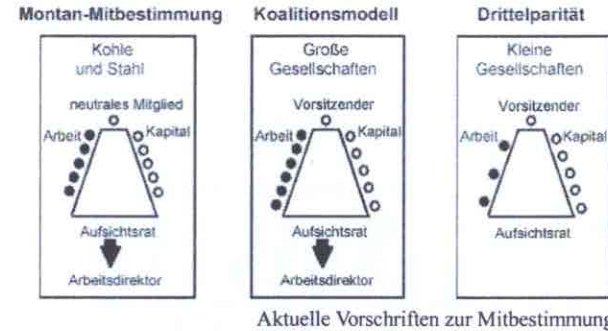 Montan-Mitbestimmung
Kohle
und Stahl
neutrales Mitglied
Arbeit
Kapital
Aufsichtsrat
Arbeitsdirektor
Koalitionsmodell
Große
Gesellschaften
Vorsitzender
Arbeit
Kapital
Aufsichtsrat
Arbeitsdirektor
Drittelparität
Kleine
Gesellschaften
Vorsitzender
Arbeit
Kapital
Aufsichtsrat
Aktuelle Vorschriften zur Mitbestimmung